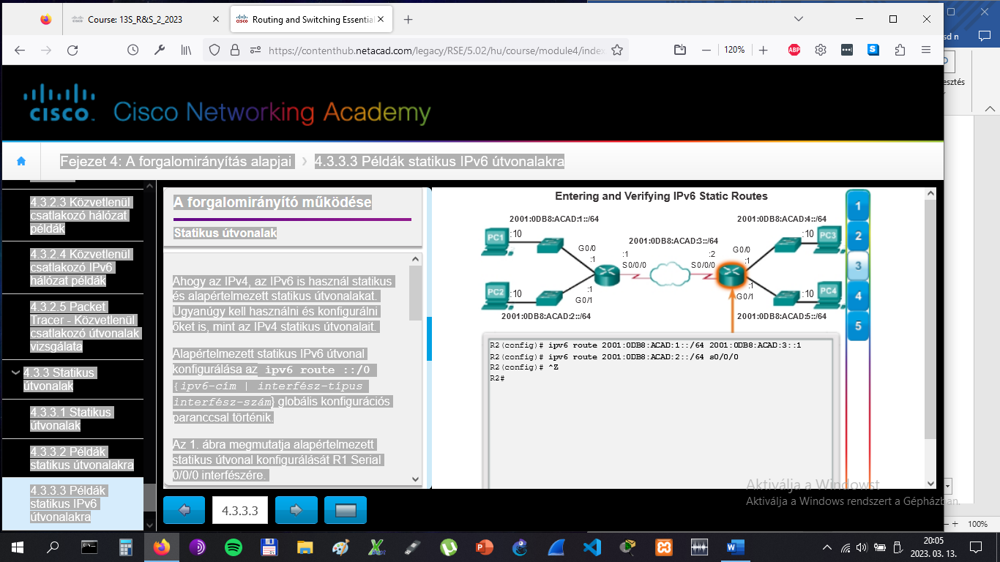 Course: 13S_R&S_2_2023
Routing and Switching Essential
sd n
https://contenthub.netacad.com/legacy/RSE/5.02/hu/course/module4/index
120%
ABP
S
esztés
CISCO. Cisco Networking Academy
Fejezet 4: A forgalomirányítás alapjai > 4.3.3.3 Példák statikus IPv6 útvonalakra
4.3.2.3 Közvetlenül
csatlakozó hálózat
példák
4.3.2.4 Közvetlenül
csatlakozó IPv6
hálózat példák
4.3.2.5 Packet
Tracer - Közvetlenül
csatlakozó útvonalak
vizsgálata
4.3.3 Statikus
útvonalak
4.3.3.1 Statikus
útvonalak
4.3.3.2 Példák
statikus útvonalakra
4.3.3.3 Példák
statikus IPv6
útvonalakra
A forgalomirányító működése
Statikus útvonalak
Ahogy az IPv4, az IPv6 is használ statikus
és alapértelmezett statikus útvonalakat.
Ugyanúgy kell használni és konfigurálni
őket is, mint az IPv4 statikus útvonalait.
Alapértelmezett statikus IPv6 útvonal
konfigurálása az ipv6 route ::/0
{ipv6-cím | interfész-típus
interfész-szám} globális konfigurációs
paranccsal történik.
Az 1. ábra megmutatja alapértelmezett
statikus útvonal konfigurálását R1 Serial
0/0/0 interfészére.
4.3.3.3
Entering and Verifying IPv6 Static Routes
2001:0DB8:ACAD:1::/64
2001:0DB8:ACAD:4::/64
PC1 :10
:10 PC3
2001:0DB8:ACAD:3::/64
G0/0
:1
:1
S0/0/0
:2
S0/0/0
G0/0
:1
:1
G0/1
:1
G0/1
PC2 :10
:10 PC4
2001:0DB8:ACAD:2::/64
2001:0DB8:ACAD:5::/64
1
2
3
4
5
R2(config)# ipv6 route 2001:0DB8:ACAD:1::/64 2001:0DB8:ACAD:3::1
R2(config)# ipv6 route 2001:0DB8:ACAD:2::/64 s0/0/0
R2(config)# ^Z
R2#
Aktiválja a Windowst
Aktiválja a Windows rendszert a Gépházban.
100%
20:05
2023. 03. 13.